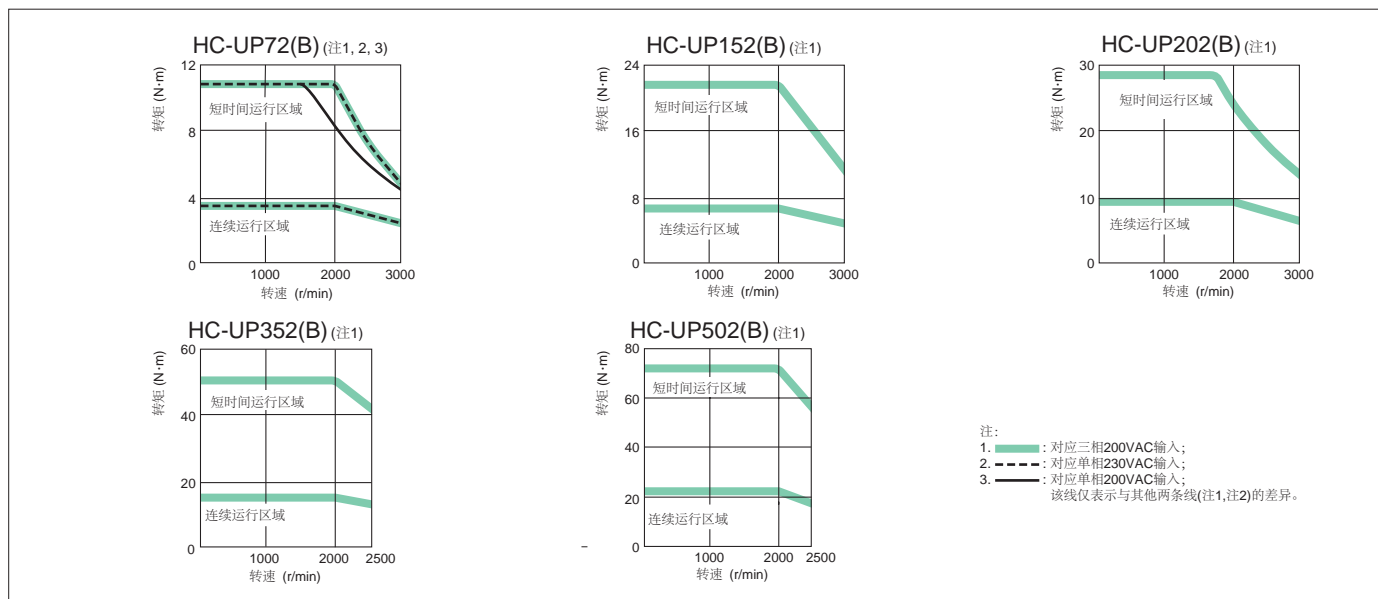 HC-UP72(B) (注1, 2, 3)
12
8
4
0
转矩 (N·m)
短时间运行区域
连续运行区域
1000 2000 3000
转速 (r/min)
HC-UP152(B) (注1)
24
16
8
0
转矩 (N·m)
短时间运行区域
连续运行区域
1000 2000 3000
转速 (r/min)
HC-UP202(B) (注1)
30
20
10
0
转矩 (N·m)
短时间运行区域
连续运行区域
1000 2000 3000
转速 (r/min)
HC-UP352(B) (注1)
60
40
20
0
转矩 (N·m)
短时间运行区域
连续运行区域
1000 2000 2500
转速 (r/min)
HC-UP502(B) (注1)
80
60
40
20
0
转矩 (N·m)
短时间运行区域
连续运行区域
1000 2000 2500
转速 (r/min)
注:
1. : 对应三相200VAC输入;
2. : 对应单相230VAC输入;
3. : 对应单相200VAC输入;
该线仅表示与其他两条线(注1,注2)的差异。